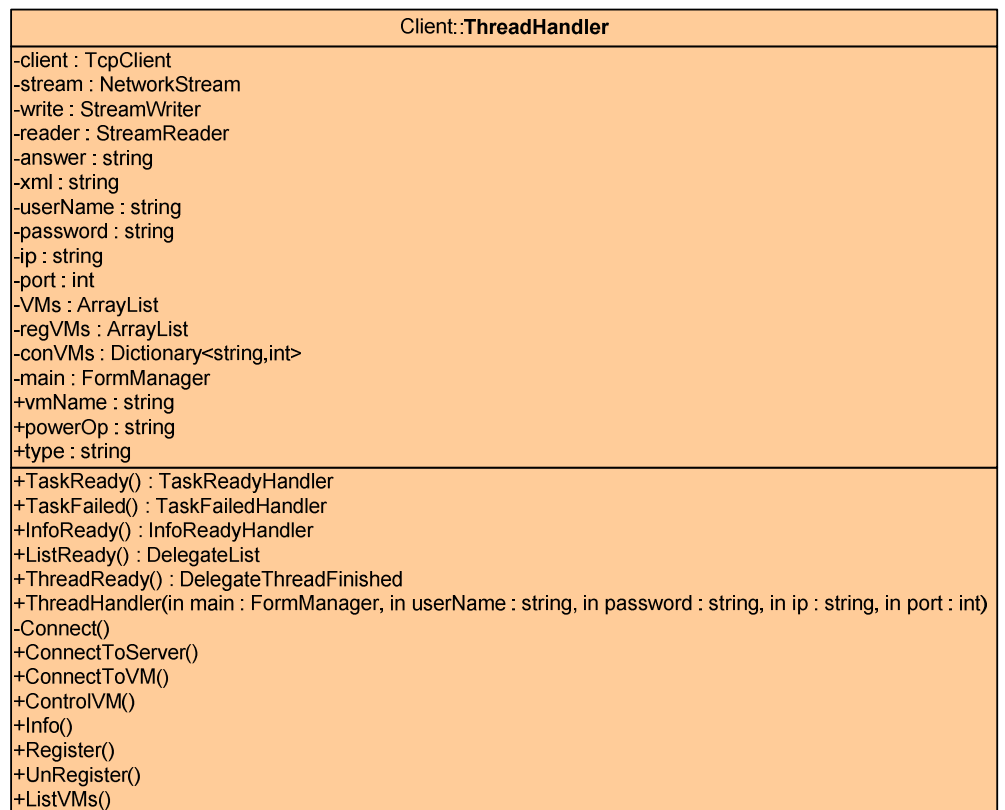 Client::ThreadHandler
-client : TcpClient
-stream : NetworkStream
-write : StreamWriter
-reader : StreamReader
-answer : string
-xml : string
-userName : string
-password : string
-ip : string
-port : int
-VMs : ArrayList
-regVMs : ArrayList
-conVMs : Dictionary<string,int>
-main : FormManager
+vmName : string
+powerOp : string
+type : string
+TaskReady() : TaskReadyHandler
+TaskFailed() : TaskFailedHandler
+InfoReady() : InfoReadyHandler
+ListReady() : DelegateList
+ThreadReady() : DelegateThreadFinished
+ThreadHandler(in main : FormManager, in userName : string, in password : string, in ip : string, in port : int)
-Connect()
+ConnectToServer()
+ConnectToVM()
+ControlVM()
+Info()
+Register()
+UnRegister()
+ListVMs()